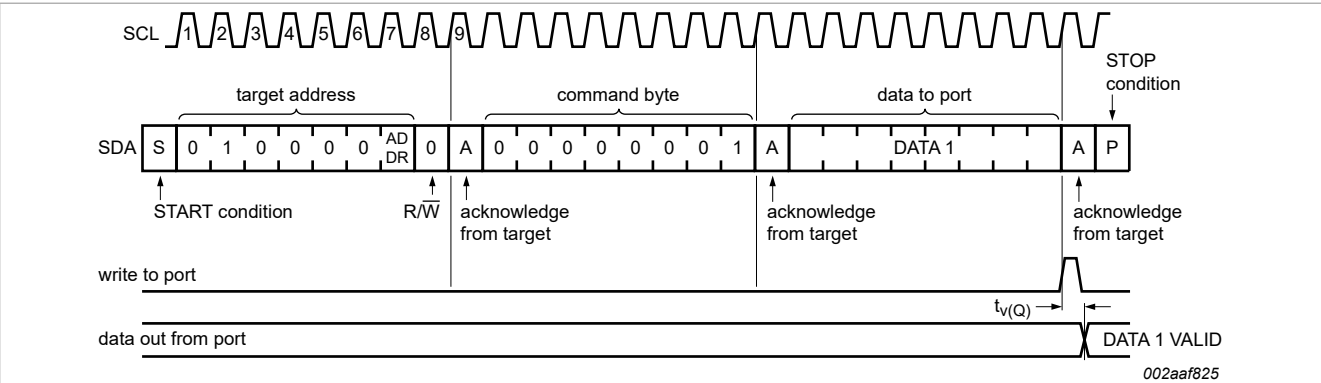 SCL 1 2 3 4 5 6 7 8 9
STOP
condition
target address command byte data to port
SDA S 0 1 0 0 0 0 AD DR 0 A 0 0 0 0 0 0 0 1 A DATA 1 A P
START condition R/W̅ acknowledge from target acknowledge from target acknowledge from target
write to port
tv(Q)
data out from port DATA 1 VALID
002aaf825